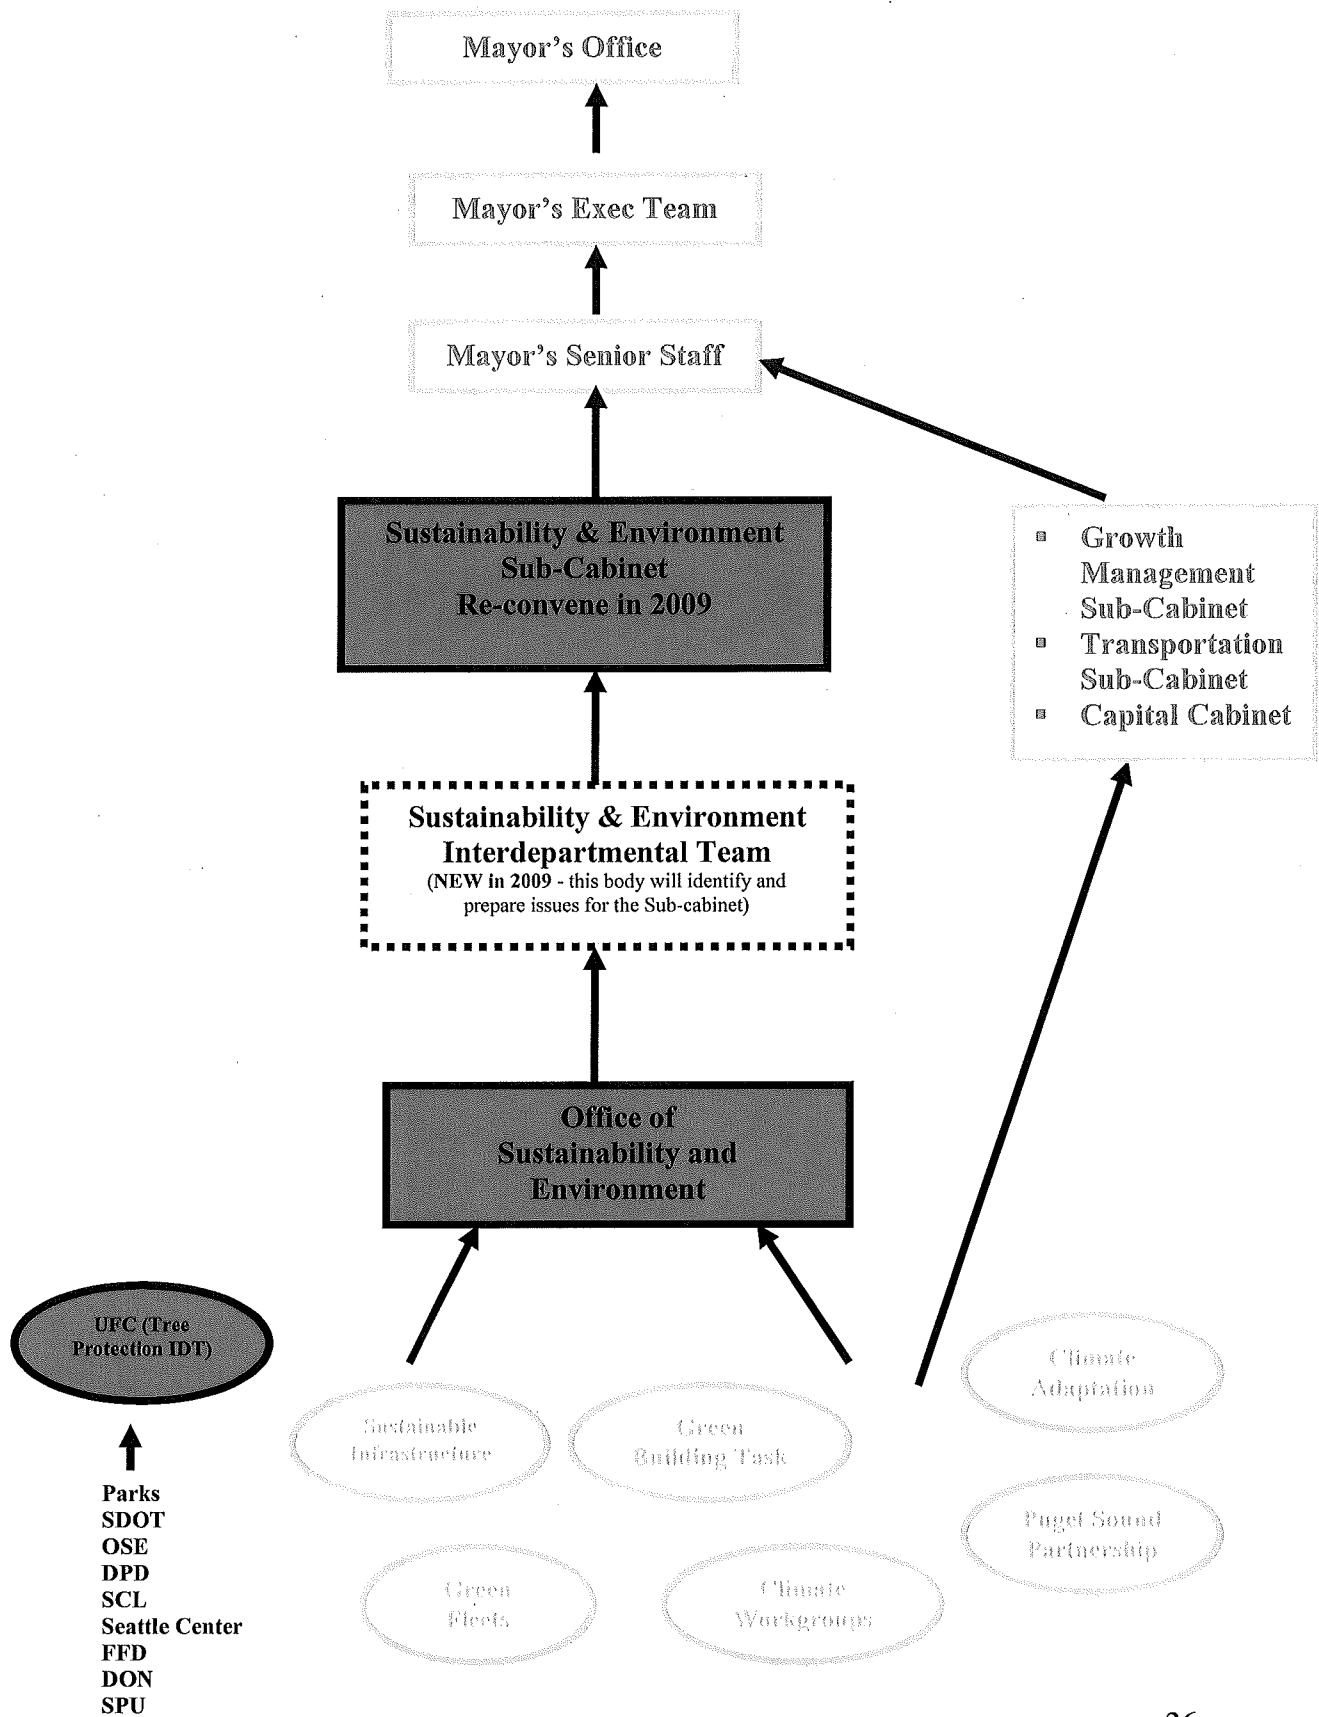 Mayor's Office
Mayor's Exec Team
Mayor's Senior Staff
Sustainability & Environment
Sub-Cabinet
Re-convene in 2009
▪ Growth
Management
Sub-Cabinet
▪ Transportation
Sub-Cabinet
▪ Capital Cabinet
Sustainability & Environment
Interdepartmental Team
(NEW in 2009 - this body will identify and
prepare issues for the Sub-cabinet)
Office of
Sustainability and
Environment
UFC (Tree
Protection IDT)
Parks
SDOT
OSE
DPD
SCL
Seattle Center
FFD
DON
SPU
Sustainable
Infrastructure
Green
Building Task
Climate
Adaptation
Green
Fleets
Climate
Workgroups
Puget Sound
Partnership